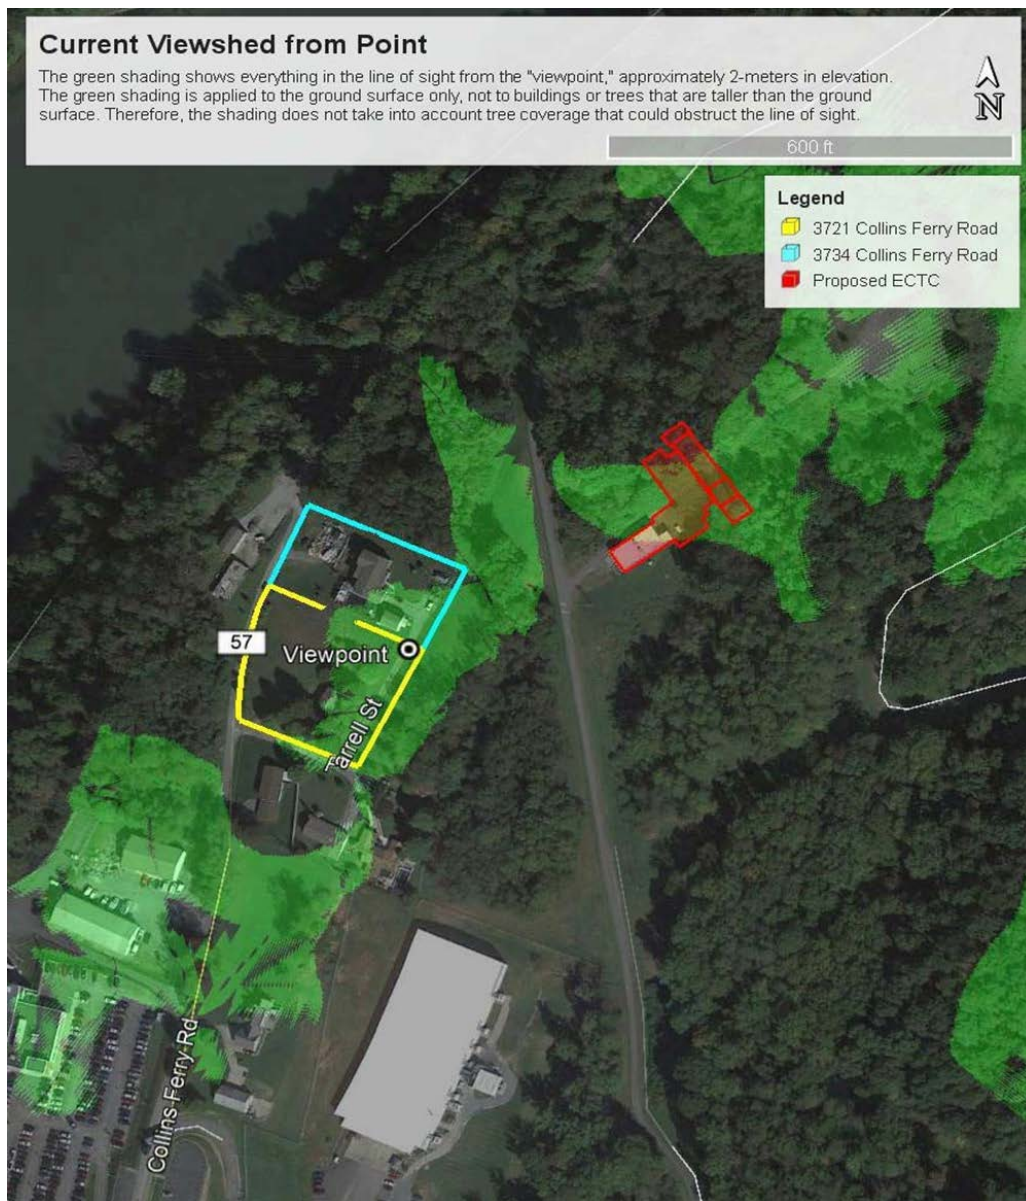 Current Viewshed from Point
The green shading shows everything in the line of sight from the "viewpoint," approximately 2-meters in elevation.
The green shading is applied to the ground surface only, not to buildings or trees that are taller than the ground
surface. Therefore, the shading does not take into account tree coverage that could obstruct the line of sight.
N
600 ft
Legend
3721 Collins Ferry Road
3734 Collins Ferry Road
Proposed ECTC
57
Viewpoint
Tarrell St
Collins Ferry Rd